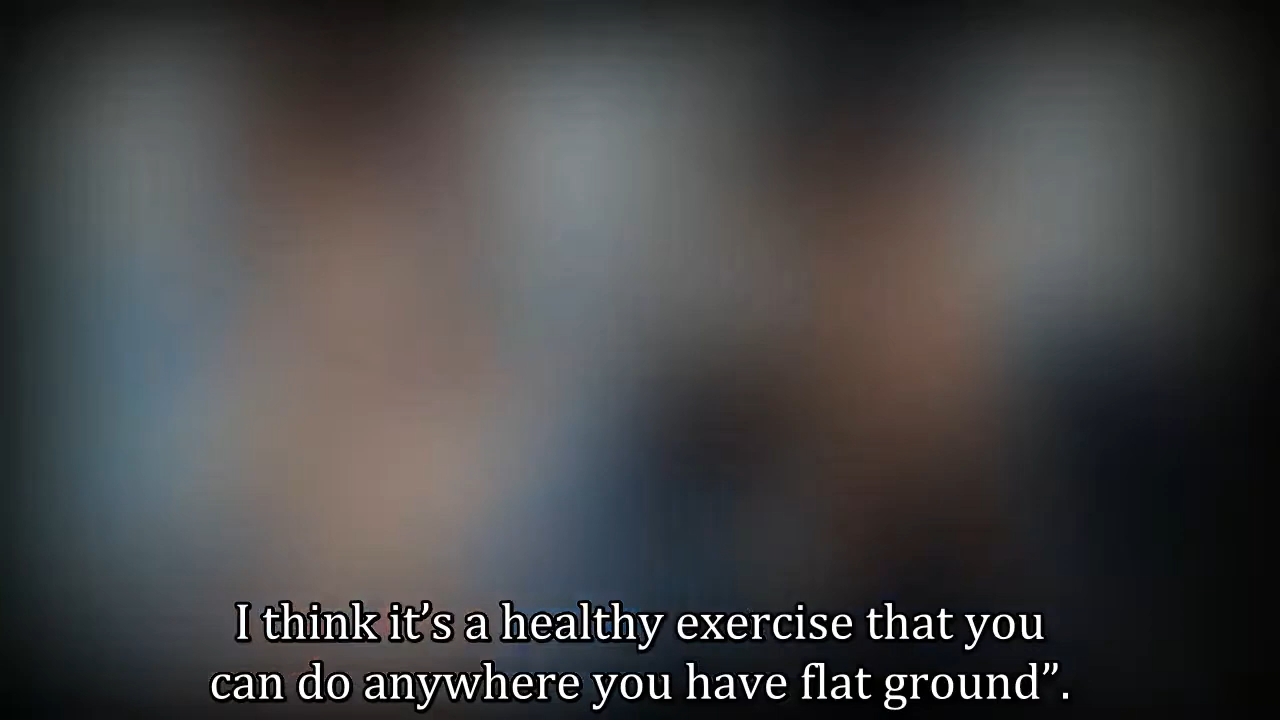 I think it’s a healthy exercise that you
can do anywhere you have flat ground”.